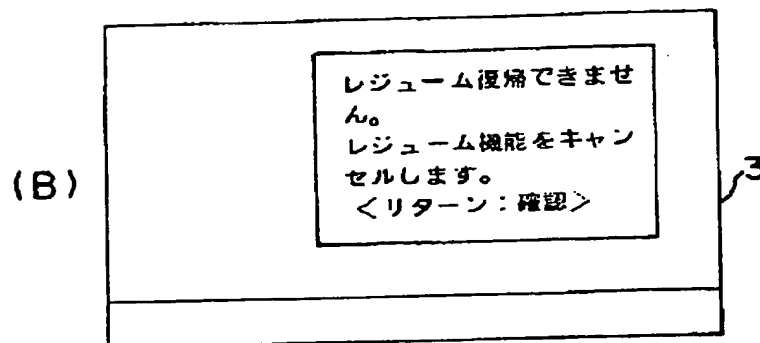 (B)
レジューム復帰できませ
ん。
レジューム機能をキャン
セルします。
<リターン：確認>
3